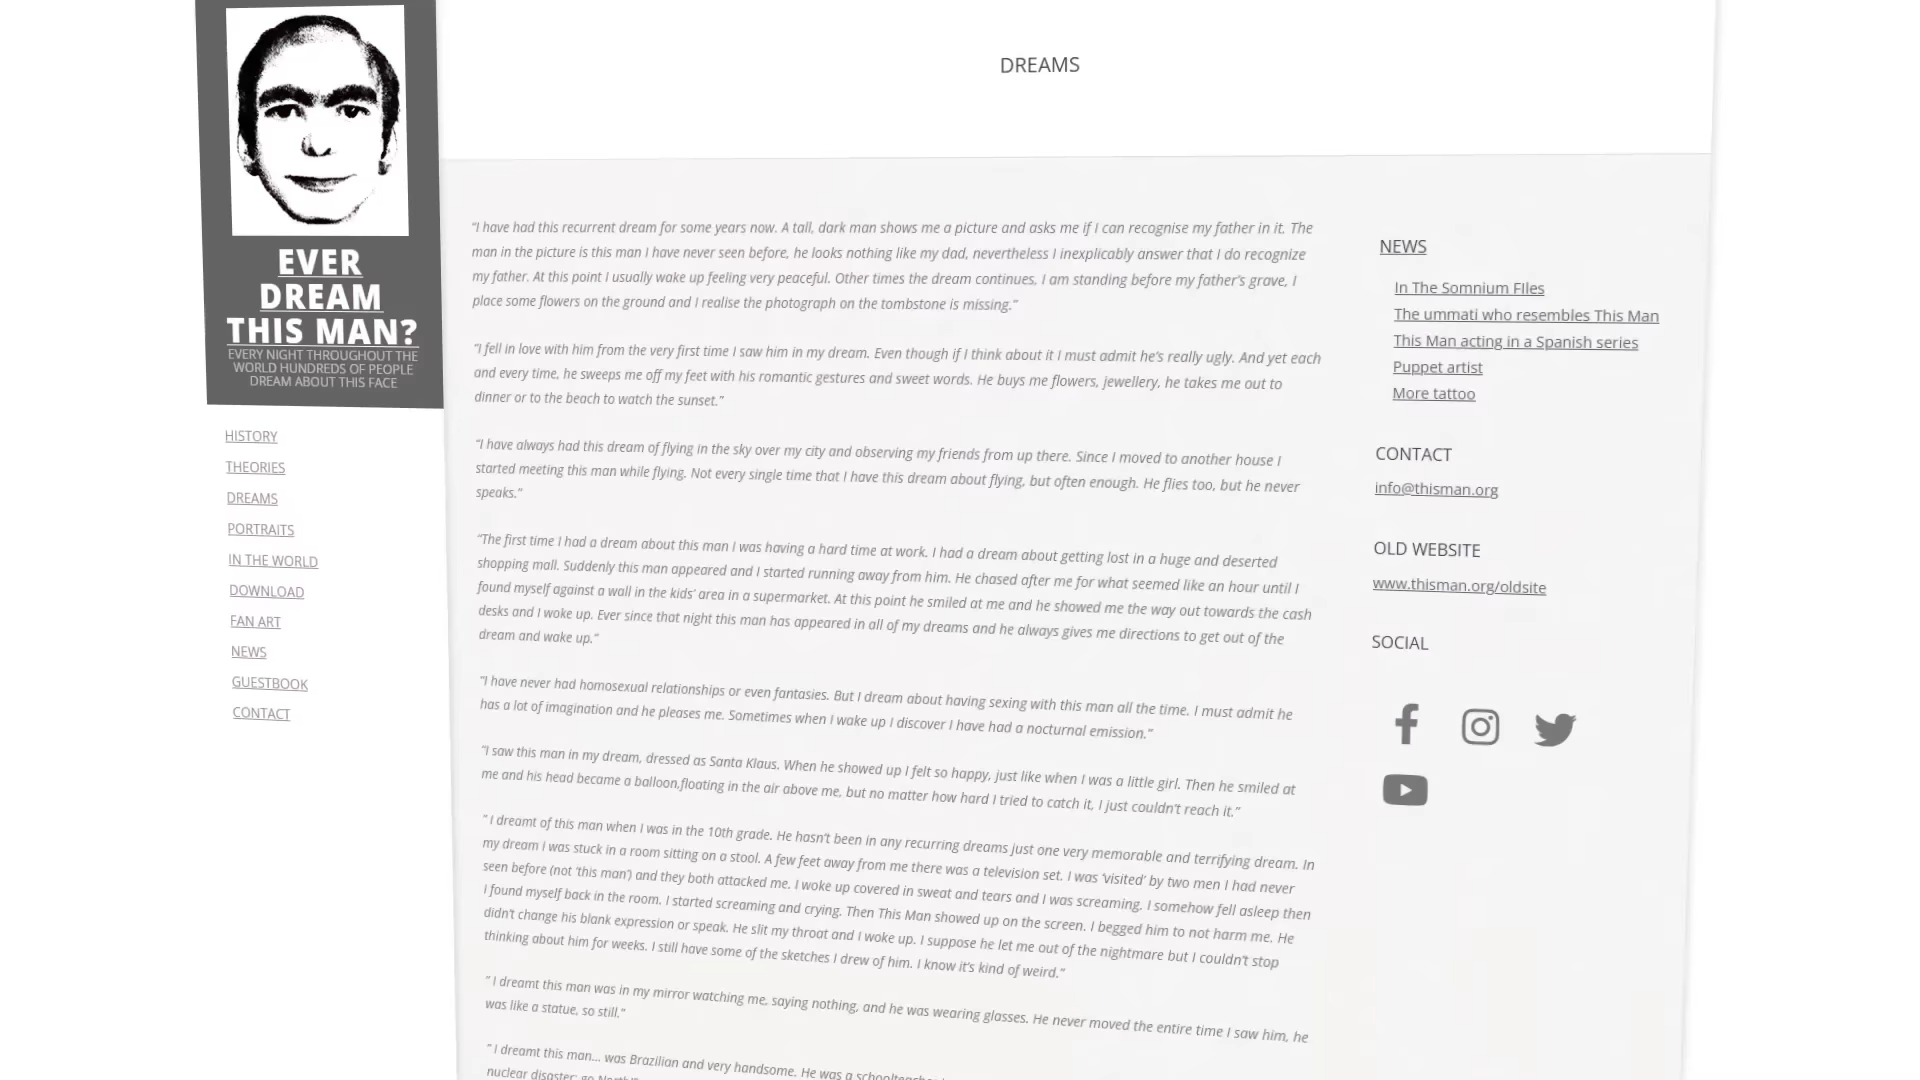 EVER
DREAM
THIS MAN?
EVERY NIGHT THROUGHOUT THE
WORLD HUNDREDS OF PEOPLE
DREAM ABOUT THIS FACE
HISTORY
THEORIES
DREAMS
PORTRAITS
IN THE WORLD
DOWNLOAD
FAN ART
NEWS
GUESTBOOK
CONTACT
DREAMS
“I have had this recurrent dream for some years now. A tall, dark man shows me a picture and asks me if I can recognise my father in it. The
man in the picture is this man I have never seen before, he looks nothing like my dad, nevertheless I inexplicably answer that I do recognize
my father. At this point I usually wake up feeling very peaceful. Other times the dream continues, I am standing before my father’s grave, I
place some flowers on the ground and I realise the photograph on the tombstone is missing.”
“I fell in love with him from the very first time I saw him in my dream. Even though if I think about it I must admit he’s really ugly. And yet each
and every time, he sweeps me off my feet with his romantic gestures and sweet words. He buys me flowers, jewellery, he takes me out to
dinner or to the beach to watch the sunset.”
“I have always had this dream of flying in the sky over my city and observing my friends from up there. Since I moved to another house I
started meeting this man while flying. Not every single time that I have this dream about flying, but often enough. He flies too, but he never
speaks.”
“The first time I had a dream about this man I was having a hard time at work. I had a dream about getting lost in a huge and deserted
shopping mall. Suddenly this man appeared and I started running away from him. He chased after me for what seemed like an hour until I
found myself against a wall in the kids’ area in a supermarket. At this point he smiled at me and he showed me the way out towards the cash
desks and I woke up. Ever since that night this man has appeared in all of my dreams and he always gives me directions to get out of the
dream and wake up.”
“I have never had homosexual relationships or even fantasies. But I dream about having sexing with this man all the time. I must admit he
has a lot of imagination and he pleases me. Sometimes when I wake up I discover I have had a nocturnal emission.”
“I saw this man in my dream, dressed as Santa Klaus. When he showed up I felt so happy, just like when I was a little girl. Then he smiled at
me and his head became a balloon,floating in the air above me, but no matter how hard I tried to catch it, I just couldn’t reach it.”
” I dreamt of this man when I was in the 10th grade. He hasn’t been in any recurring dreams just one very memorable and terrifying dream. In
my dream i was stuck in a room sitting on a stool. A few feet away from me there was a television set. I was ‘visited’ by two men I had never
seen before (not ‘this man’) and they both attacked me. I woke up covered in sweat and tears and I was screaming. I somehow fell asleep then
I found myself back in the room. I started screaming and crying. Then This Man showed up on the screen. I begged him to not harm me. He
didn’t change his blank expression or speak. He slit my throat and I woke up. I suppose he let me out of the nightmare but I couldn’t stop
thinking about him for weeks. I still have some of the sketches I drew of him. I know it’s kind of weird.”
” I dreamt this man was in my mirror watching me, saying nothing, and he was wearing glasses. He never moved the entire time I saw him, he
was like a statue, so still.”
” I dreamt this man… was Brazilian and very handsome. He was a
nuclear disaster: go
NEWS
In The Somnium FIles
The ummati who resembles This Man
This Man acting in a Spanish series
Puppet artist
More tattoo
CONTACT
info@thisman.org
OLD WEBSITE
www.thisman.org/oldsite
SOCIAL